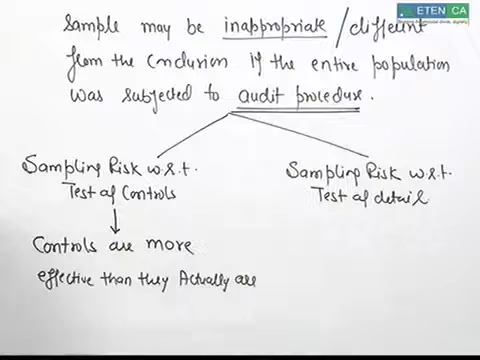 ETEN CA
Sample may be inappropriate / different
from the conclusion if the entire population
was subjected to audit procedure.
Sampling Risk w.r.t.
Test of Controls
Sampling Risk w.r.t.
Test of detail
Controls are more
effective than they Actually are